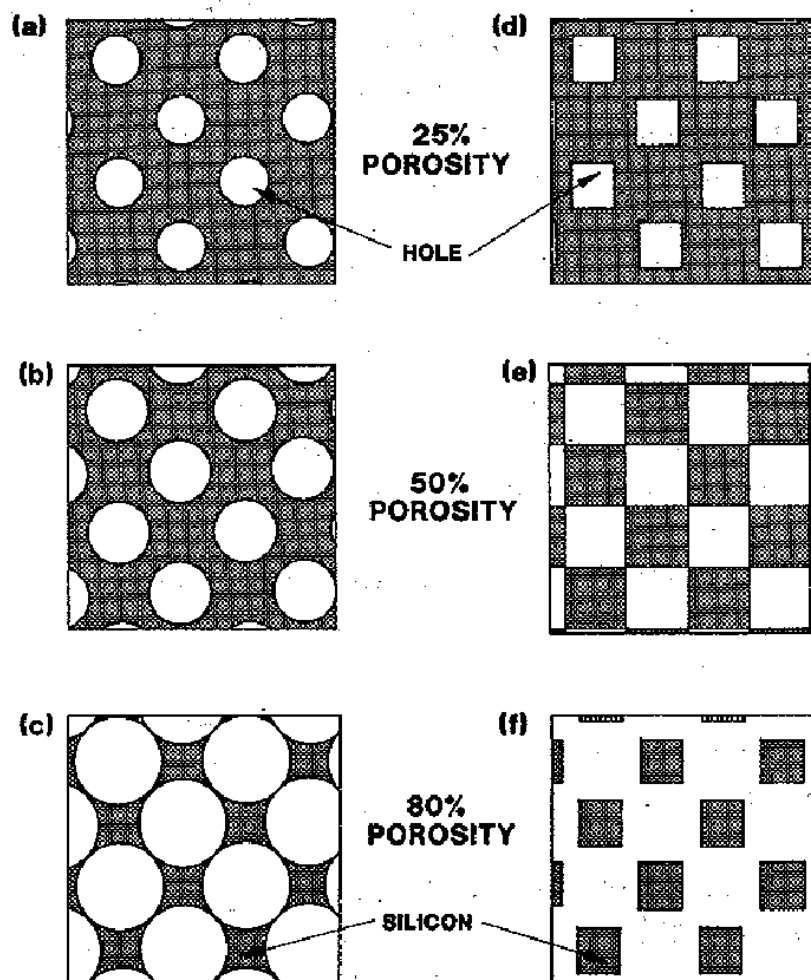 (a)
(d)
25%
POROSITY
HOLE
(b)
(e)
50%
POROSITY
(c)
(f)
80%
POROSITY
SILICON